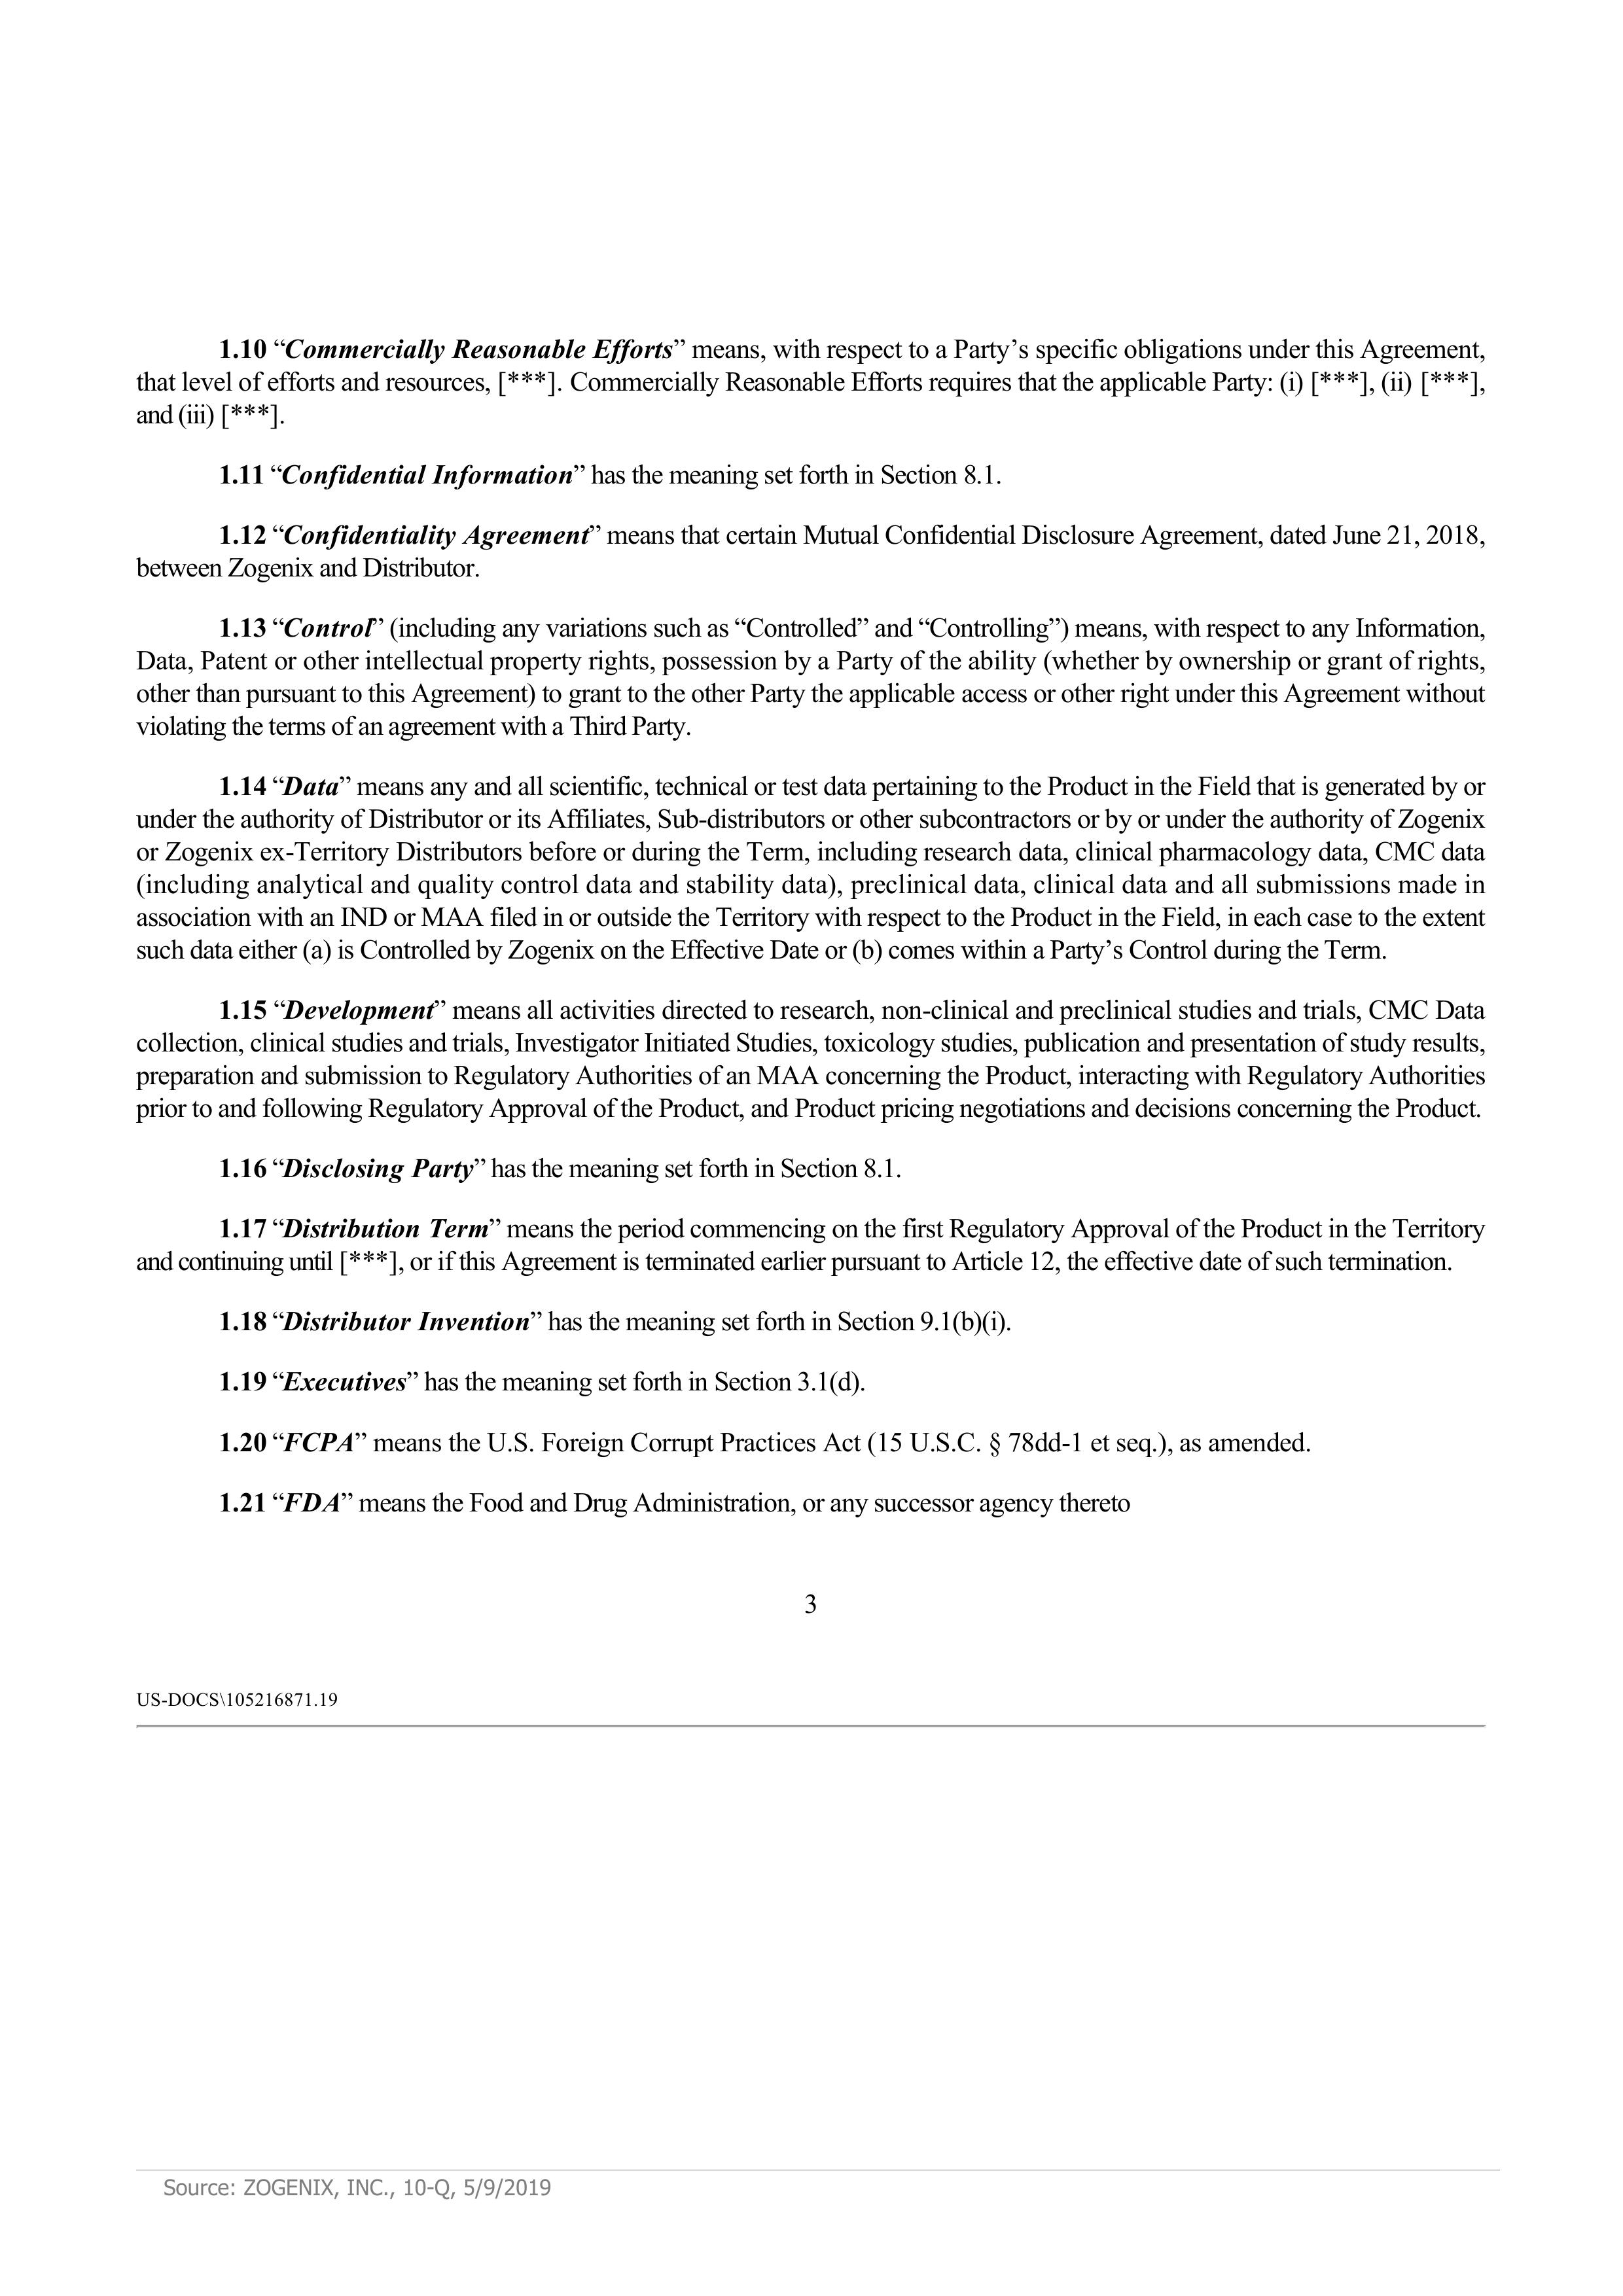 1.10 “Commercially Reasonable Efforts” means, with respect to a Party’s specific obligations under this Agreement,
that level of efforts and resources, [***]. Commercially Reasonable Efforts requires that the applicable Party: (i) [***], (ii) [***],
and (iii) [***].
1.11 “Confidential Information” has the meaning set forth in Section 8.1.
1.12 “Confidentiality Agreement” means that certain Mutual Confidential Disclosure Agreement, dated June 21, 2018,
between Zogenix and Distributor.
1.13 “Control” (including any variations such as “Controlled” and “Controlling”) means, with respect to any Information,
Data, Patent or other intellectual property rights, possession by a Party of the ability (whether by ownership or grant of rights,
other than pursuant to this Agreement) to grant to the other Party the applicable access or other right under this Agreement without
violating the terms of an agreement with a Third Party.
1.14 “Data” means any and all scientific, technical or test data pertaining to the Product in the Field that is generated by or
under the authority of Distributor or its Affiliates, Sub-distributors or other subcontractors or by or under the authority of Zogenix
or Zogenix ex-Territory Distributors before or during the Term, including research data, clinical pharmacology data, CMC data
(including analytical and quality control data and stability data), preclinical data, clinical data and all submissions made in
association with an IND or MAA filed in or outside the Territory with respect to the Product in the Field, in each case to the extent
such data either (a) is Controlled by Zogenix on the Effective Date or (b) comes within a Party’s Control during the Term.
1.15 “Development” means all activities directed to research, non-clinical and preclinical studies and trials, CMC Data
collection, clinical studies and trials, Investigator Initiated Studies, toxicology studies, publication and presentation of study results,
preparation and submission to Regulatory Authorities of an MAA concerning the Product, interacting with Regulatory Authorities
prior to and following Regulatory Approval of the Product, and Product pricing negotiations and decisions concerning the Product.
1.16 “Disclosing Party” has the meaning set forth in Section 8.1.
1.17 “Distribution Term” means the period commencing on the first Regulatory Approval of the Product in the Territory
and continuing until [***], or if this Agreement is terminated earlier pursuant to Article 12, the effective date of such termination.
1.18 “Distributor Invention” has the meaning set forth in Section 9.1(b)(i).
1.19 “Executives” has the meaning set forth in Section 3.1(d).
1.20 “FCPA” means the U.S. Foreign Corrupt Practices Act (15 U.S.C. § 78dd-1 et seq.), as amended.
1.21 “FDA” means the Food and Drug Administration, or any successor agency thereto
3
US-DOCS\105216871.19
Source: ZOGENIX, INC., 10-Q, 5/9/2019